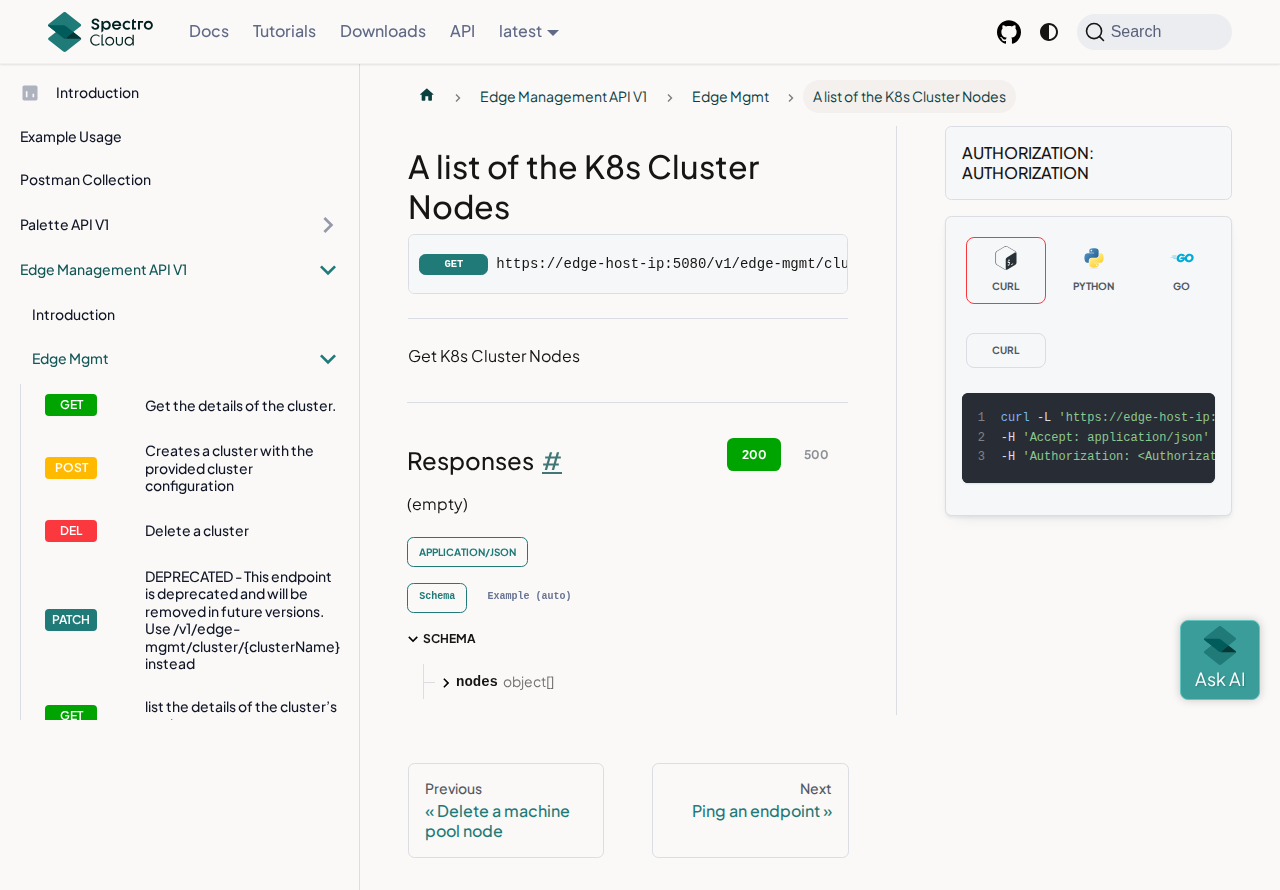 Spectro Cloud
Docs
Tutorials
Downloads
API
latest
Search
Introduction
Example Usage
Postman Collection
Palette API V1
Edge Management API V1
Introduction
Edge Mgmt
GET Get the details of the cluster.
POST Creates a cluster with the
provided cluster
configuration
DEL Delete a cluster
PATCH DEPRECATED - This endpoint
is deprecated and will be
removed in future versions.
Use /v1/edge-
mgmt/cluster/{clusterName}
instead
GET list the details of the cluster's
Edge Management API V1
Edge Mgmt
A list of the K8s Cluster Nodes
A list of the K8s Cluster
Nodes
GET https://edge-host-ip:5080/v1/edge-mgmt/clu
Get K8s Cluster Nodes
Responses #
200
500
(empty)
APPLICATION/JSON
Schema
Example (auto)
SCHEMA
nodes object[]
Previous
« Delete a machine
pool node
Next
Ping an endpoint »
AUTHORIZATION:
AUTHORIZATION
CURL
PYTHON
GO
CURL
1 curl -L 'https://edge-host-ip:
2 -H 'Accept: application/json'
3 -H 'Authorization: <Authorizat
Ask AI